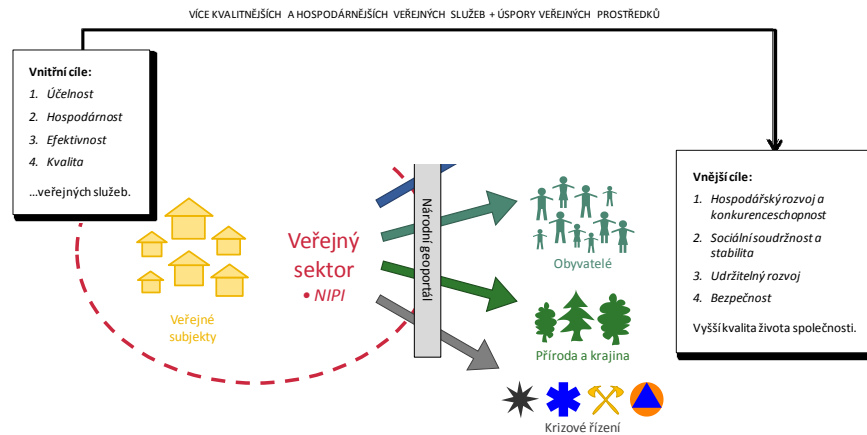 VÍCE KVALITNĚJŠÍCH A HOSPODÁRNĚJŠÍCH VEŘEJNÝCH SLUŽEB + ÚSPORY VEŘEJNÝCH PROSTŘEDKŮ
Vnitřní cíle:
1. Účelnost
2. Hospodárnost
3. Efektivnost
4. Kvalita
...veřejných služeb.
Veřejné
subjekty
Veřejný
sektor
• NIPI
Národní geoportál
Obyvatelé
Příroda a krajina
Krizové řízení
Vnější cíle:
1. Hospodářský rozvoj a
konkurenceschopnost
2. Sociální soudržnost a
stabilita
3. Udržitelný rozvoj
4. Bezpečnost
Vyšší kvalita života společnosti.